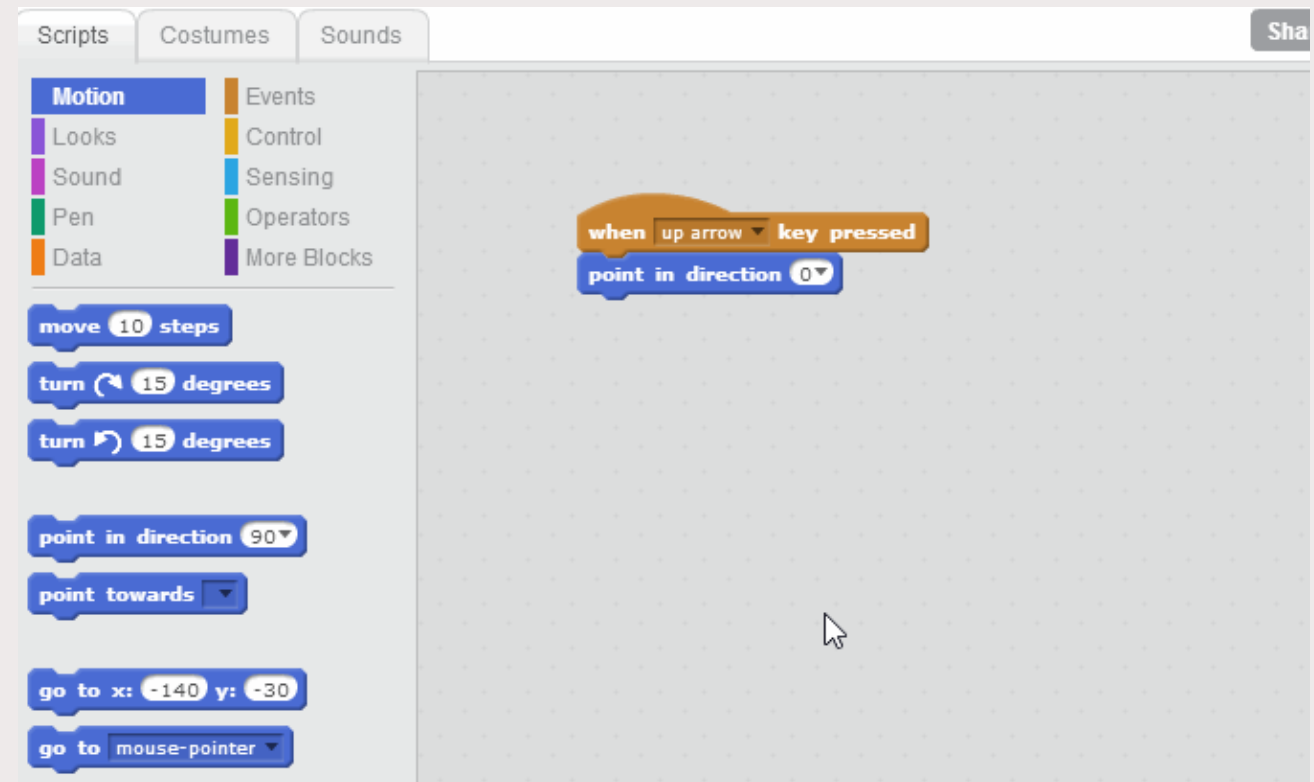 Scripts Costumes Sounds
Sha
Motion Events
Looks Control
Sound Sensing
Pen Operators
Data More Blocks
move 10 steps
turn 15 degrees
turn 15 degrees
point in direction 90
point towards
go to x: -140 y: -30
go to mouse-pointer
when up arrow key pressed
point in direction 0